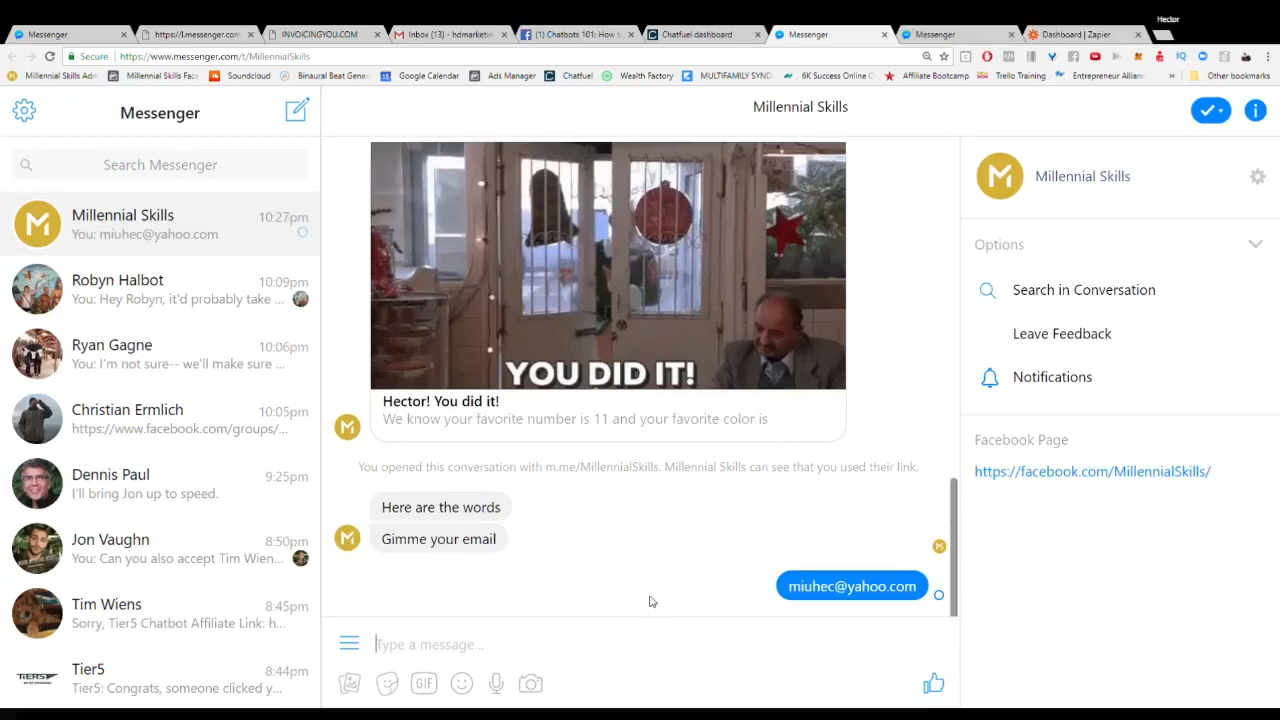 Hector
Messenger
https://l.messenger.com
INVOICINGYOU.COM
Inbox (13) - hdmarketin
(1) Chatbots 101: How t
Chatfuel dashboard
Messenger
Messenger
Dashboard | Zapier
Secure
https://www.messenger.com/t/MillennialSkills
Millennial Skills Adm
Millennial Skills Face
Soundcloud
Binaural Beat Gener
Google Calendar
Ads Manager
Chatfuel
Wealth Factory
MULTIFAMILY SYND
6K Success Online C
Affiliate Bootcamp
Trello Training
Entrepreneur Allianc
Other bookmarks
Messenger
Search Messenger
Millennial Skills
10:27pm
You: miuhec@yahoo.com
Robyn Halbot
10:09pm
You: Hey Robyn, it'd probably take ...
Ryan Gagne
10:06pm
You: I'm not sure-- we'll make sure ...
Christian Ermlich
10:05pm
https://www.facebook.com/groups/...
Dennis Paul
9:25pm
I'll bring Jon up to speed.
Jon Vaughn
8:50pm
You: Can you also accept Tim Wien...
Tim Wiens
8:45pm
Sorry, Tier5 Chatbot Affiliate Link: h...
TIER5
Tier5
8:44pm
Tier5: Congrats, someone clicked y...
Millennial Skills
YOU DID IT!
Hector! You did it!
We know your favorite number is 11 and your favorite color is
You opened this conversation with m.me/MillennialSkills. Millennial Skills can see that you used their link.
Here are the words
Gimme your email
miuhec@yahoo.com
Type a message...
GIF
Millennial Skills
Options
Search in Conversation
Leave Feedback
Notifications
Facebook Page
https://facebook.com/MillennialSkills/